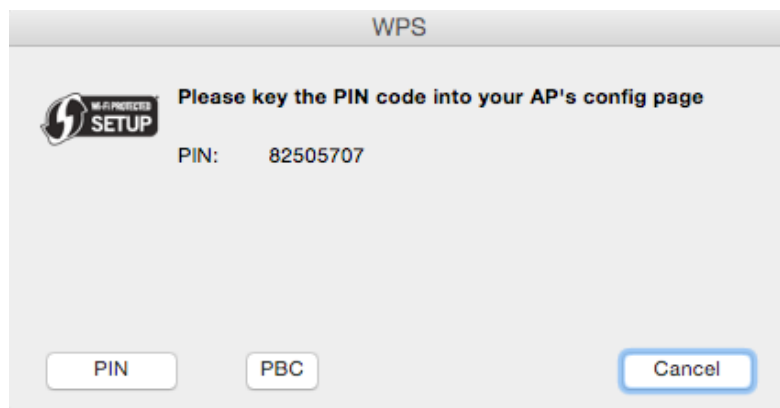 WPS
Wi-Fi PROTECTED
SETUP
Please key the PIN code into your AP's config page
PIN: 82505707
PIN
PBC
Cancel